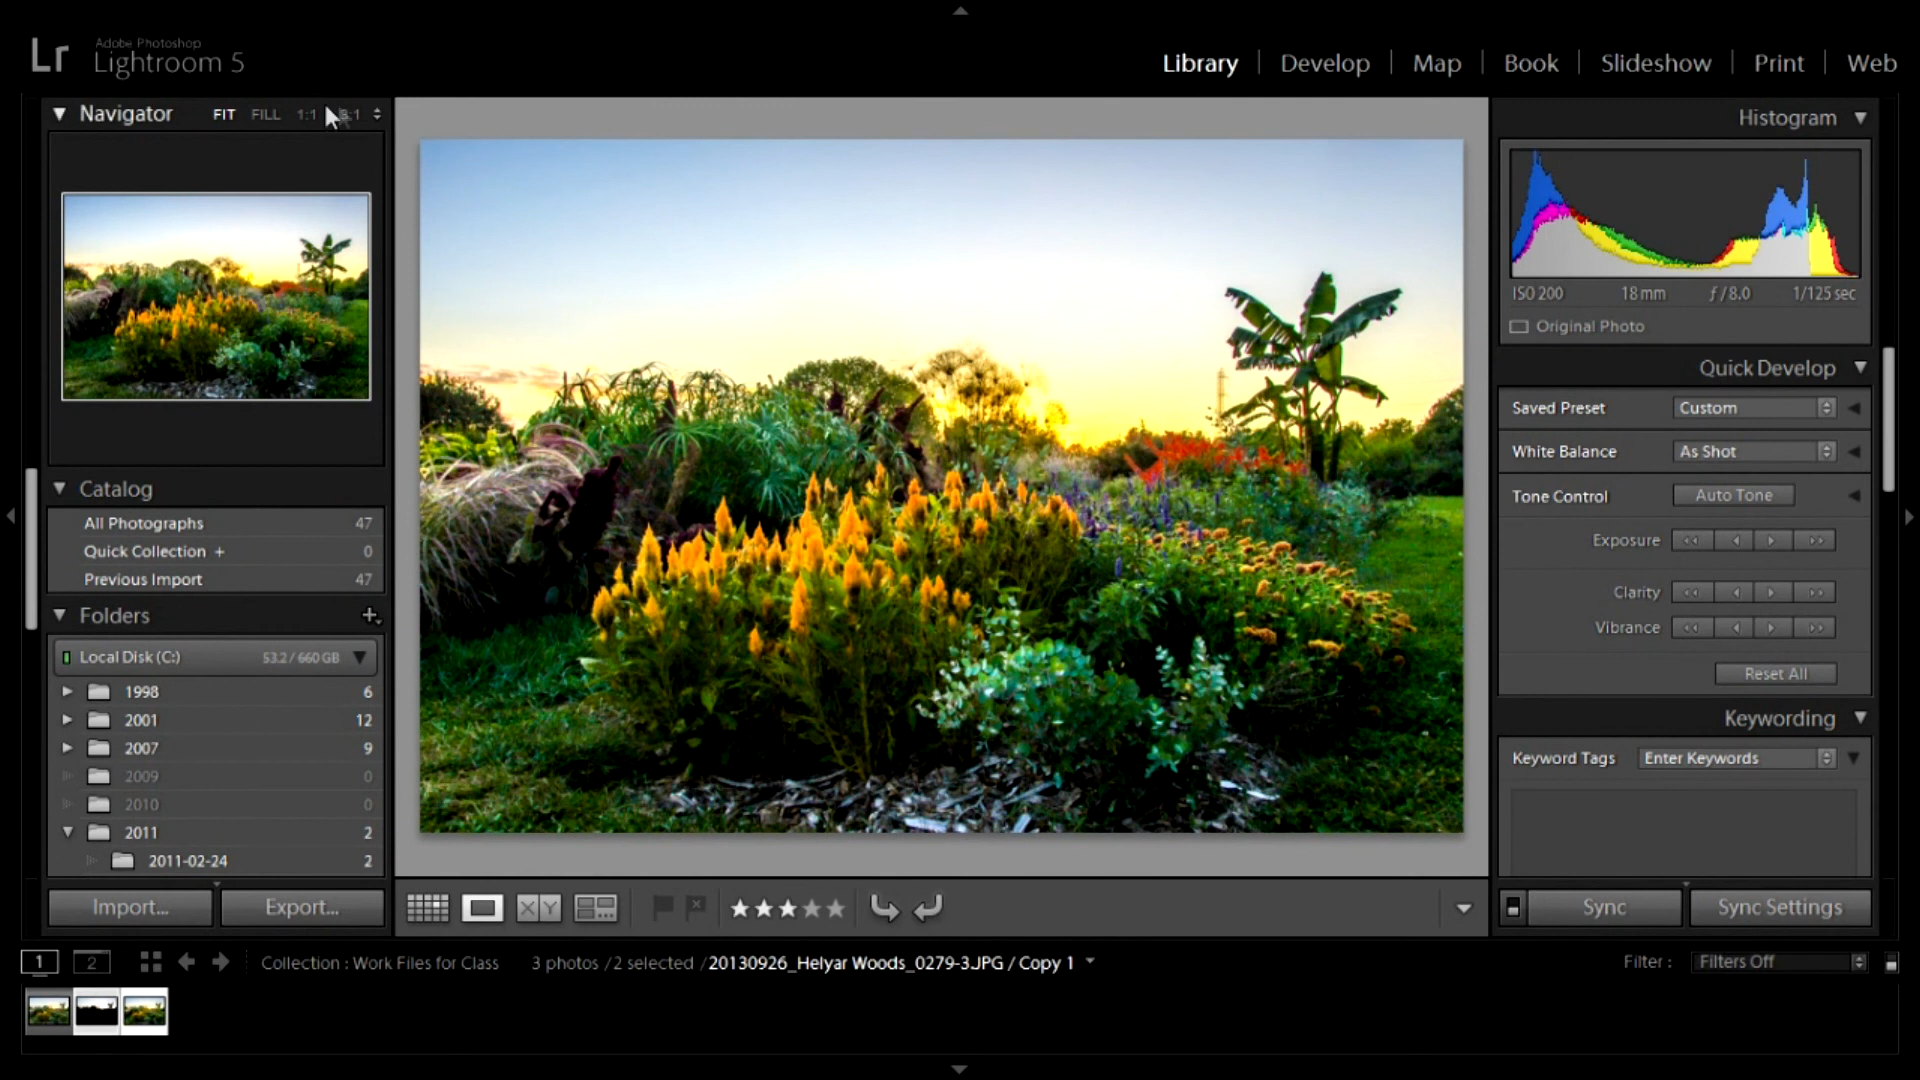 Lr Adobe Photoshop
Lightroom 5
Library | Develop | Map | Book | Slideshow | Print | Web
Navigator FIT FILL 1:1
Catalog
All Photographs 47
Quick Collection + 0
Previous Import 47
Folders +
Local Disk (C:) 53.2 / 660 GB
1998 6
2001 12
2007 9
2009 0
2010 0
2011 2
2011-02-24 2
Import... Export...
Histogram
ISO 200 18 mm ƒ / 8.0 1/125 sec
Original Photo
Quick Develop
Saved Preset Custom
White Balance As Shot
Tone Control Auto Tone
Exposure
Clarity
Vibrance
Reset All
Keywording
Keyword Tags Enter Keywords
Sync Sync Settings
X Y
1 2 Collection : Work Files for Class 3 photos / 2 selected / 20130926_Helyar Woods_0279-3.JPG / Copy 1 Filter : Filters Off